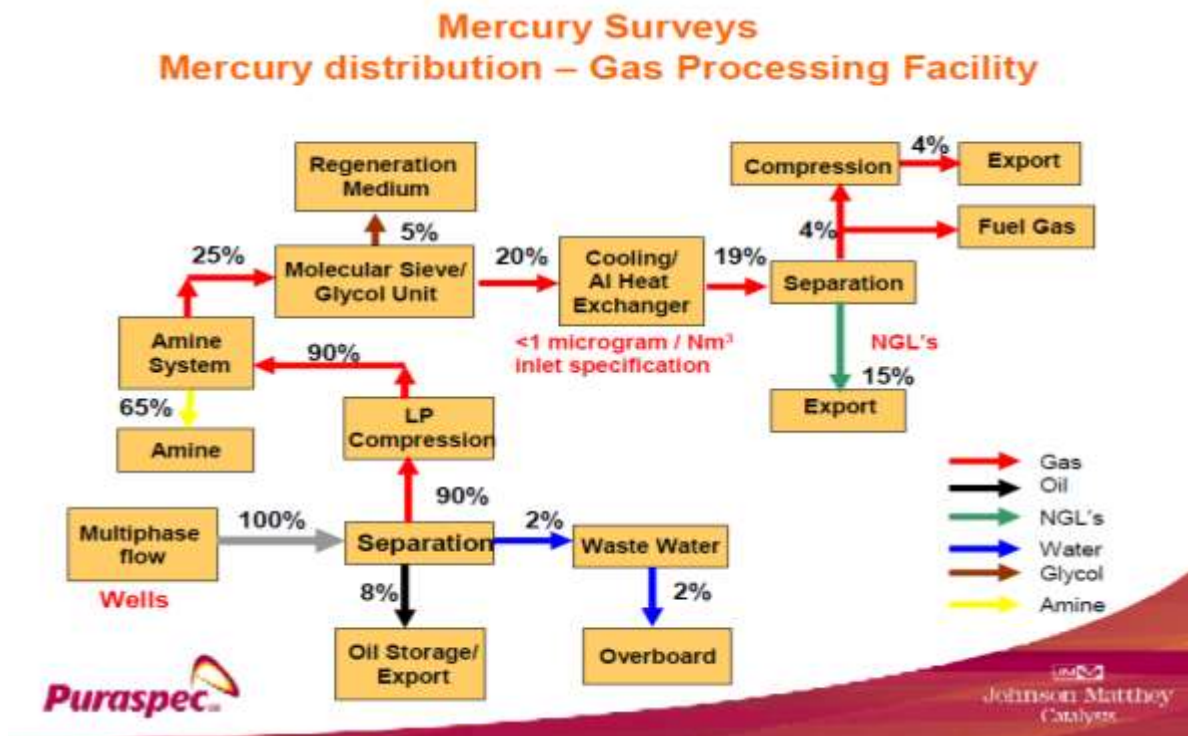 Mercury Surveys
Mercury distribution – Gas Processing Facility
Regeneration
Medium
5%
25%
Molecular Sieve/
Glycol Unit
20%
Cooling/
Al Heat
Exchanger
<1 microgram / Nm³
inlet specification
19%
Separation
4%
Compression
4%
Export
Fuel Gas
NGL's
15%
Export
Amine
System
90%
65%
Amine
LP
Compression
90%
Multiphase
flow
Wells
100%
Separation
2%
Waste Water
2%
Overboard
8%
Oil Storage/
Export
Gas
Oil
NGL's
Water
Glycol
Amine
Puraspec
Johnson Matthey
Catalysts